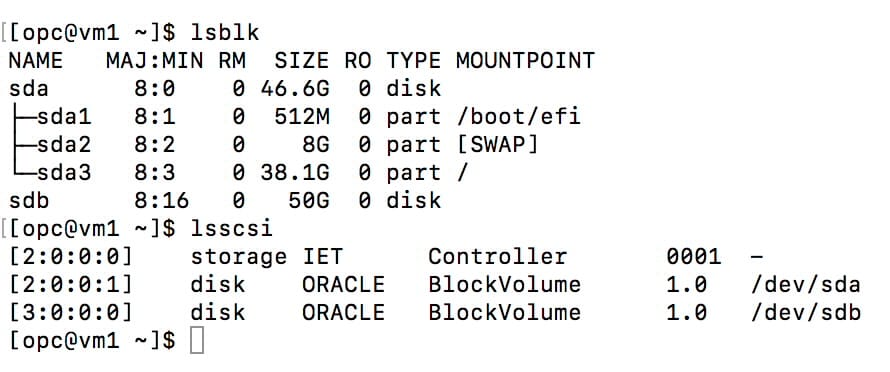 [[opc@vm1 ~]$ lsblk
NAME   MAJ:MIN RM  SIZE RO TYPE MOUNTPOINT
sda      8:0    0 46.6G  0 disk
├─sda1   8:1    0  512M  0 part /boot/efi
├─sda2   8:2    0    8G  0 part [SWAP]
└─sda3   8:3    0 38.1G  0 part /
sdb      8:16   0   50G  0 disk
[[opc@vm1 ~]$ lsscsi
[2:0:0:0]    storage IET      Controller       0001  -
[2:0:0:1]    disk    ORACLE   BlockVolume      1.0   /dev/sda
[3:0:0:0]    disk    ORACLE   BlockVolume      1.0   /dev/sdb
[opc@vm1 ~]$